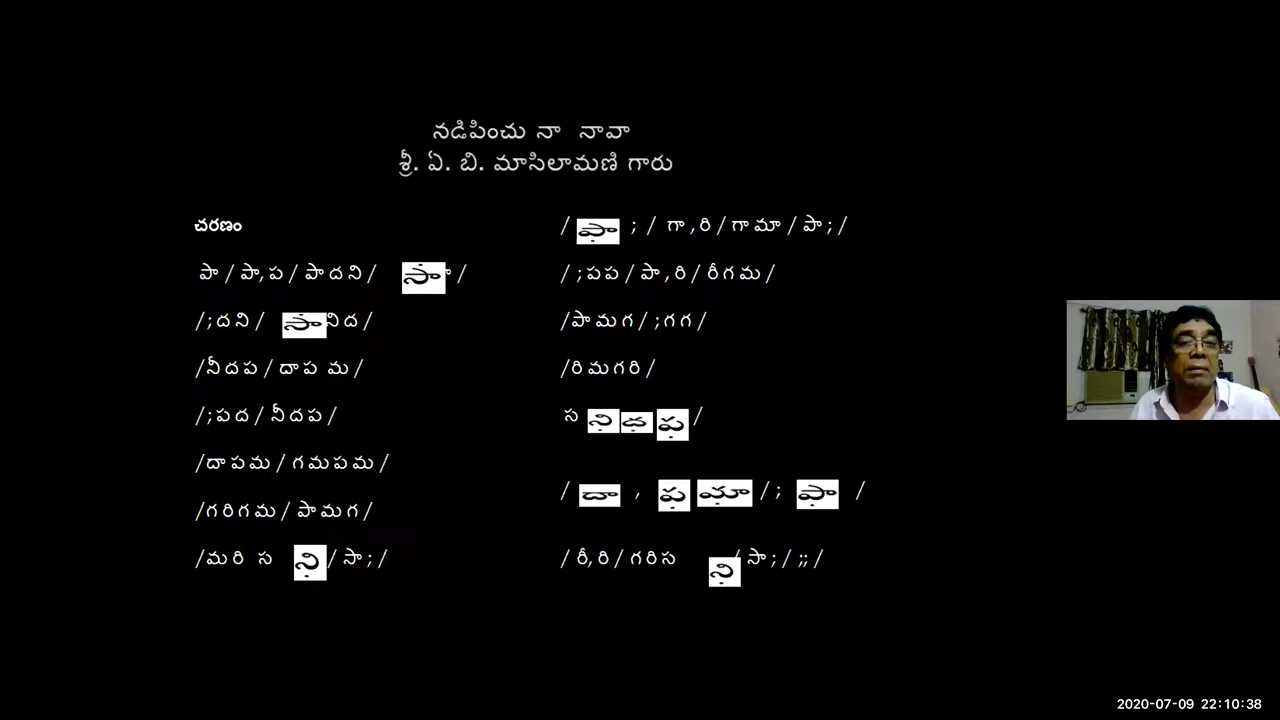 నడిపించు నా నావా
శ్రీ. ఏ. బి. మాసిలామణి గారు
చరణం
పా / పా,ప / పాదని / సా /
/;దని / సానిద /
/నీదప / దాప మ /
/;పద / నీదప /
/దాపమ / గమపమ /
/గరిగమ / పామగ /
/మరి స ని / సా; /
/ పా ; / గా ,రి / గామా / పా; /
/ ;పప / పా ,రి / రీగమ /
/పామగ / ;గగ /
/రిమగరి /
స ని ద ప /
/ దా , ప మా / ; పా /
/ రీ,రి / గరిస ని / సా; / ;; /
2020-07-09 22:10:38